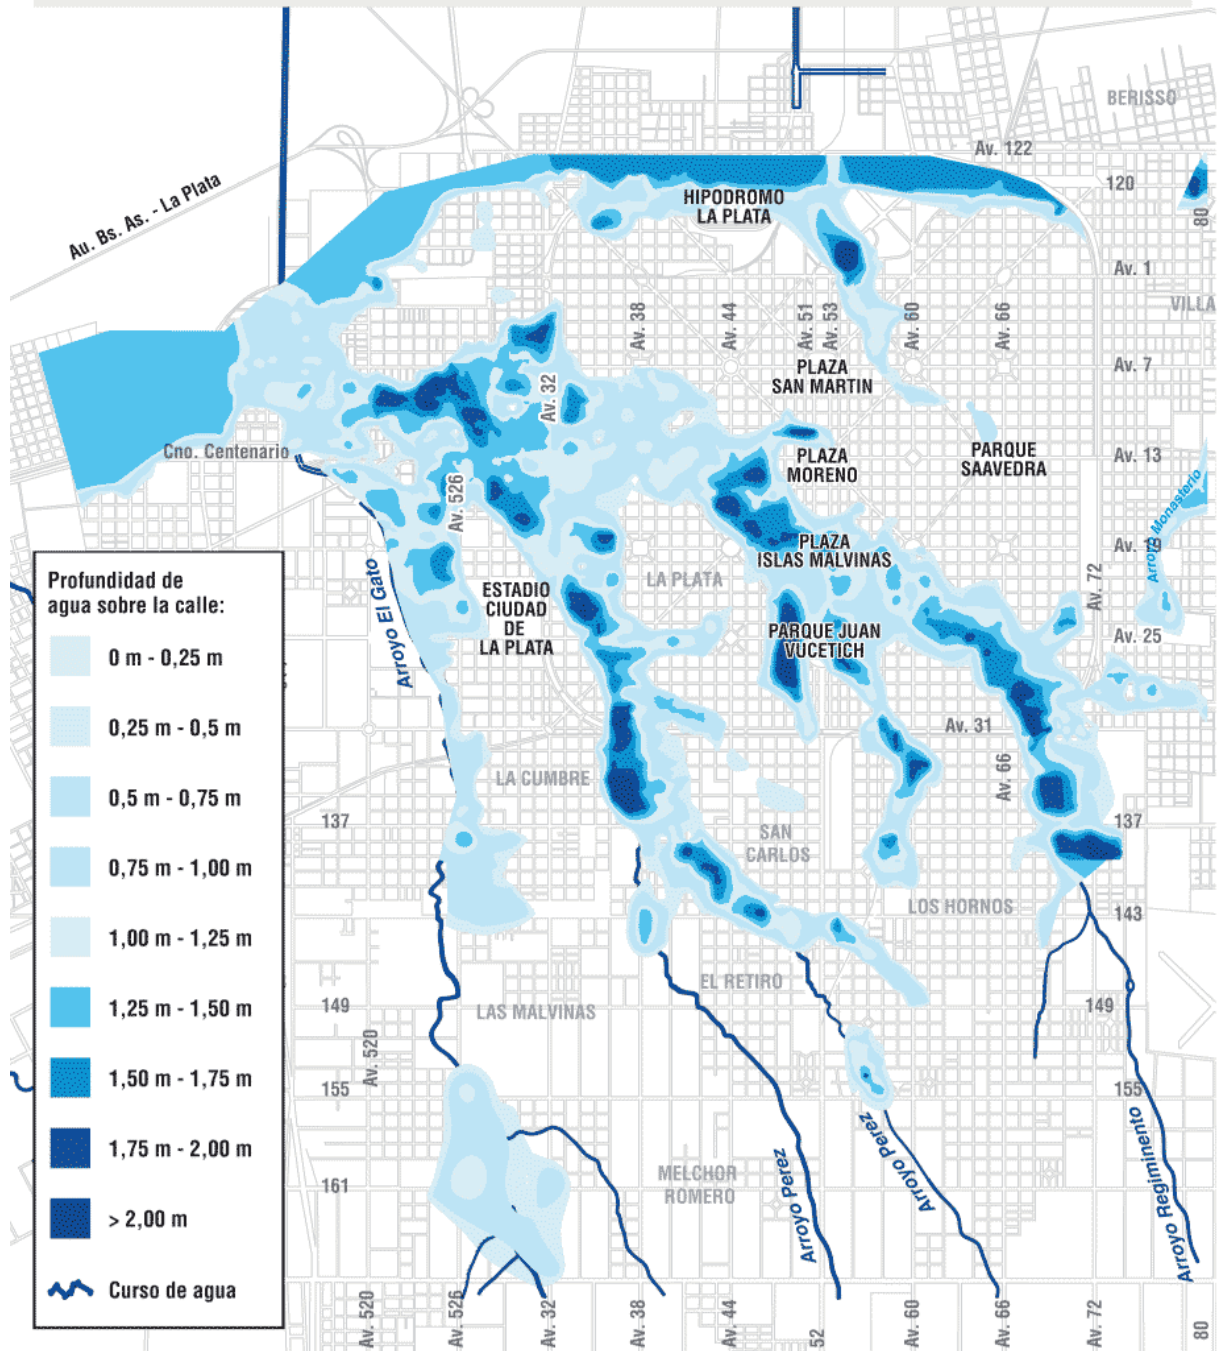 BERISSO
Av. 122
120
80
Au. Bs. As. - La Plata
HIPODROMO
LA PLATA
Av. 1
VILLA
Av. 38
Av. 44
Av. 51
Av. 53
Av. 60
Av. 66
Av. 7
PLAZA
SAN MARTIN
Av. 32
Cno. Centenario
PLAZA
MORENO
PARQUE
SAAVEDRA
Av. 13
Av. 526
Arroyo Monasterio
Av. 19
PLAZA
ISLAS MALVINAS
LA PLATA
Av. 72
Arroyo El Gato
ESTADIO
CIUDAD
DE
LA PLATA
PARQUE JUAN
VUCETICH
Av. 25
Av. 31
LA CUMBRE
Av. 66
137
SAN
CARLOS
137
LOS HORNOS
143
EL RETIRO
LAS MALVINAS
149
149
Av. 520
155
155
Arroyo Perez
Arroyo Perez
Arroyo Regiminento
MELCHOR
ROMERO
161
Av. 520
Av. 526
Av. 32
Av. 38
Av. 44
52
Av. 60
Av. 66
Av. 72
80
Profundidad de
agua sobre la calle:
0 m - 0,25 m
0,25 m - 0,5 m
0,5 m - 0,75 m
0,75 m - 1,00 m
1,00 m - 1,25 m
1,25 m - 1,50 m
1,50 m - 1,75 m
1,75 m - 2,00 m
> 2,00 m
Curso de agua